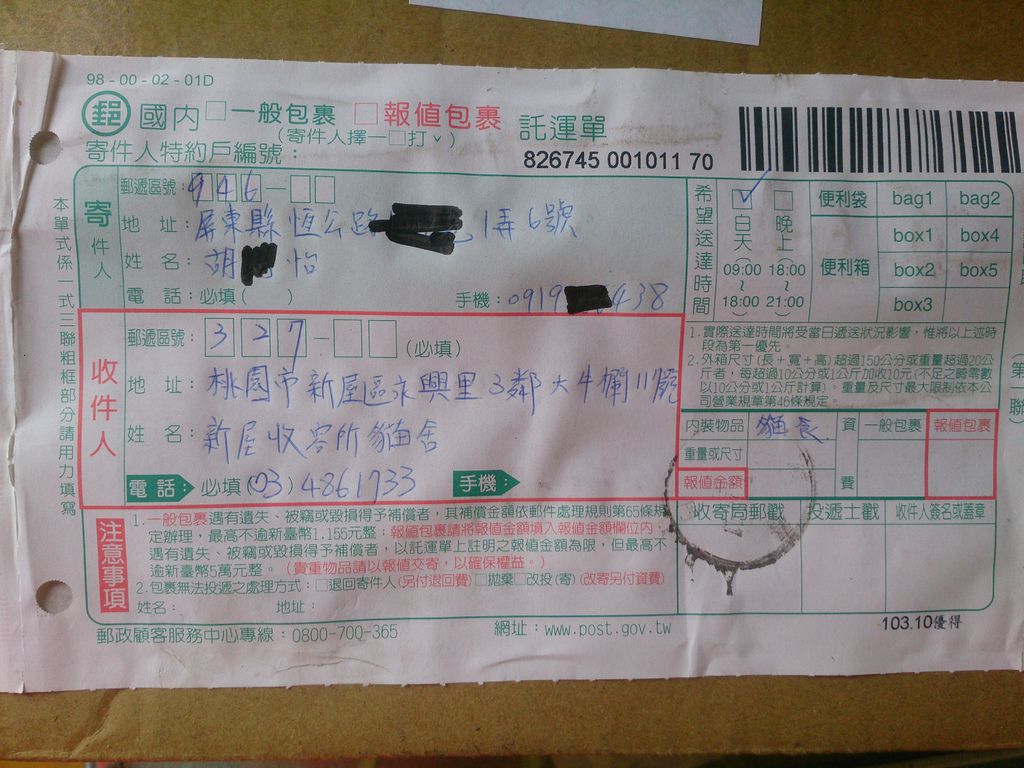 98-00-02-01D
郵 國內 □一般包裹 □報值包裹 託運單
(寄件人擇一□打ˇ)
寄件人特約戶編號：
826745 001011 70
寄件人
郵遞區號：946-□□
地 址：屏東縣恆公路 1弄6號
姓 名：胡 怡
電 話：必填( ) 手機：0919 438
希望送達時間
白天 晚上
09:00 18:00
～ ～
18:00 21:00
便利袋 bag1 bag2
便利箱 box1 box4
box2 box5
box3
收件人
郵遞區號：327-□□(必填)
地 址：桃園市新屋區永興里3鄰大牛欄11號
姓 名：新屋收容所貓舍
電話：必填(03)4861733 手機：
1.實際送達時間將受當日遞送狀況影響，惟將以上述時
段為第一優先。
2.外箱尺寸(長＋寬＋高)超過150公分或重量超過20公
斤者，每超過10公分或1公斤加收10元(不足之畸零數
以10公分或1公斤計算)。重量及尺寸最大限制依本公
司營業規章第46條規定。
內裝物品 貓 資 一般包裹 報值包裹
重量或尺寸
報值金額 費
收寄局郵戳 投遞士戳 收件人簽名或蓋章
注意事項
1.一般包裹遇有遺失、被竊或毀損得予補償者，其補償金額依郵件處理規則第65條規
定辦理，最高不逾新臺幣1,155元整；報值包裹請將報值金額填入報值金額欄位內，
遇有遺失、被竊或毀損得予補償者，以託運單上註明之報值金額為限，但最高不
逾新臺幣5萬元整。(貴重物品請以報值交寄，以確保權益。)
2.包裹無法投遞之處理方式：□退回寄件人(另付退回費)□拋棄□改投(寄)(改寄另付資費)
姓名： 地址：
郵政顧客服務中心專線：0800-700-365 網址：www.post.gov.tw
103.10優得
本單式係一式三聯粗框部分請用力填寫
(第一聯